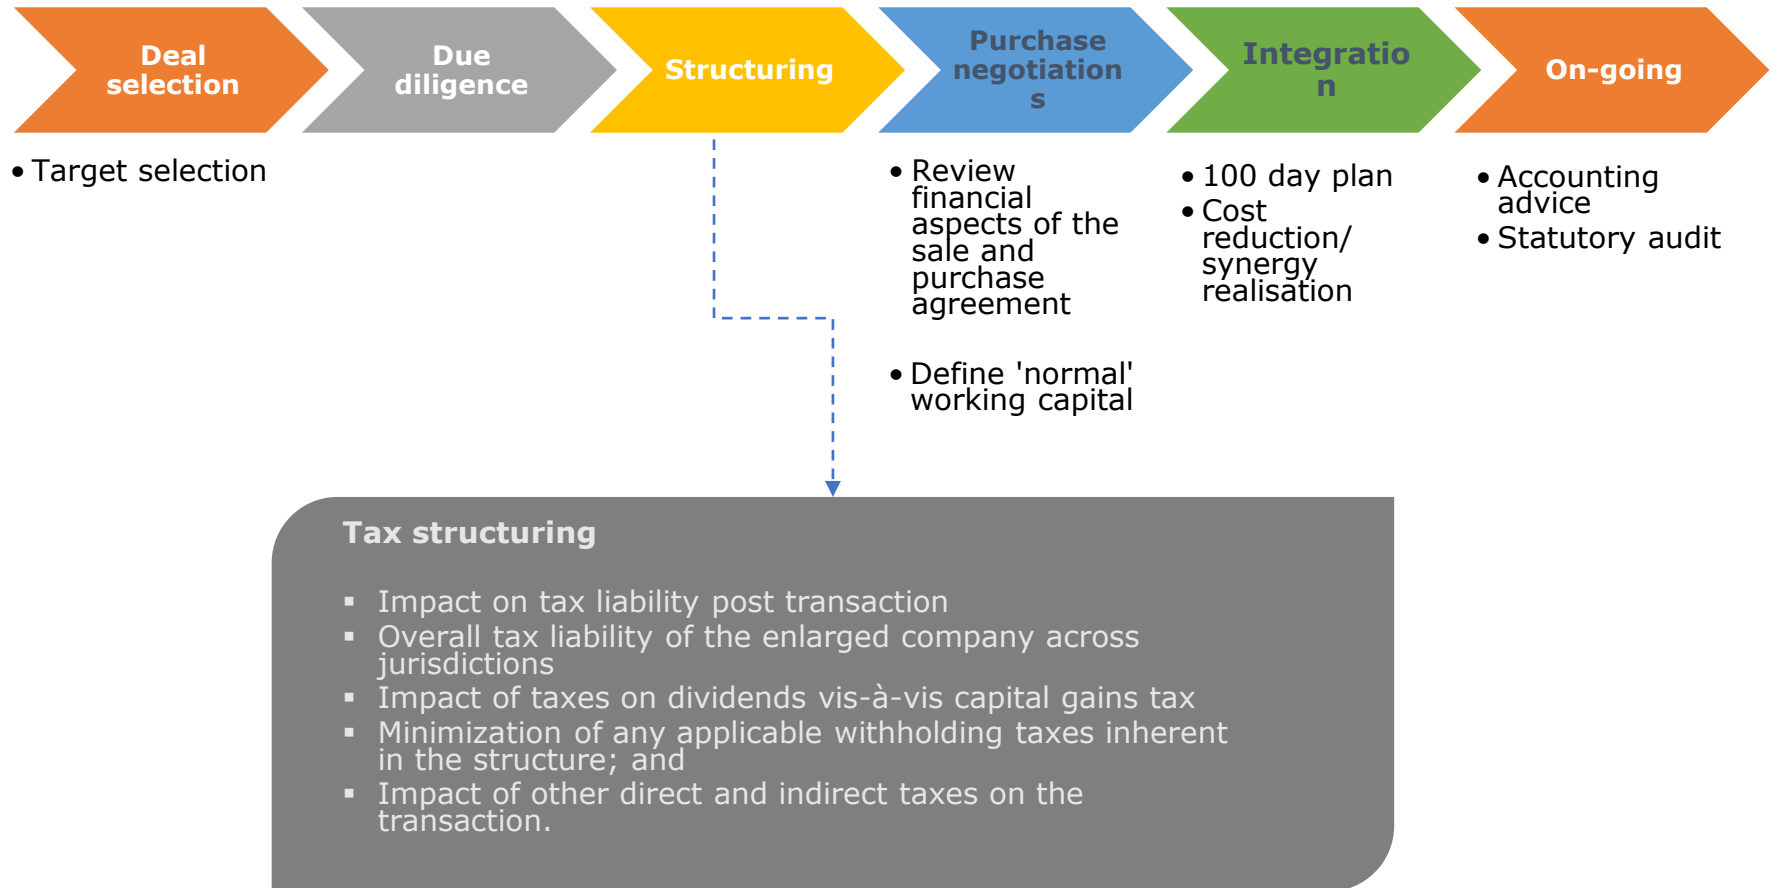 Deal
selection
Due
diligence
Structuring
Purchase
negotiation
s
Integratio
n
On-going
• Target selection
• Review
financial
aspects of the
sale and
purchase
agreement
• Define 'normal'
working capital
• 100 day plan
• Cost
reduction/
synergy
realisation
• Accounting
advice
• Statutory audit
Tax structuring
▪ Impact on tax liability post transaction
▪ Overall tax liability of the enlarged company across
jurisdictions
▪ Impact of taxes on dividends vis-à-vis capital gains tax
▪ Minimization of any applicable withholding taxes inherent
in the structure; and
▪ Impact of other direct and indirect taxes on the
transaction.